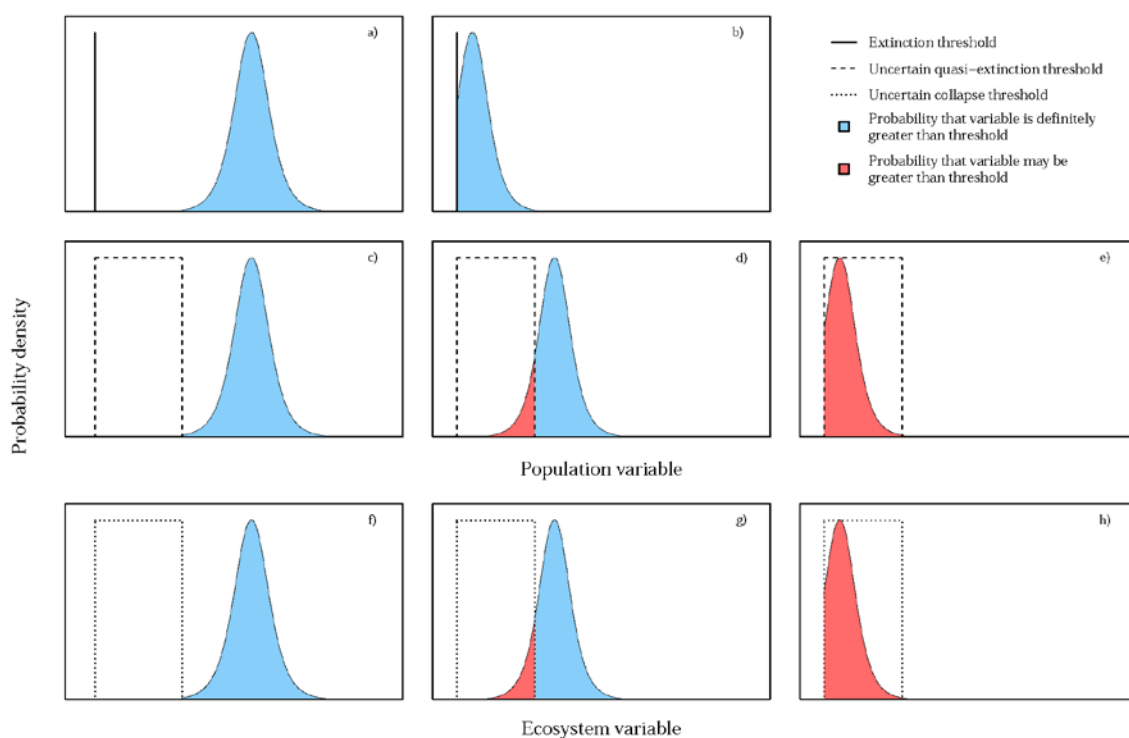 a)
b)
Extinction threshold
Uncertain quasi-extinction threshold
Uncertain collapse threshold
Probability that variable is definitely
greater than threshold
Probability that variable may be
greater than threshold
c)
d)
e)
Probability density
Population variable
f)
g)
h)
Ecosystem variable